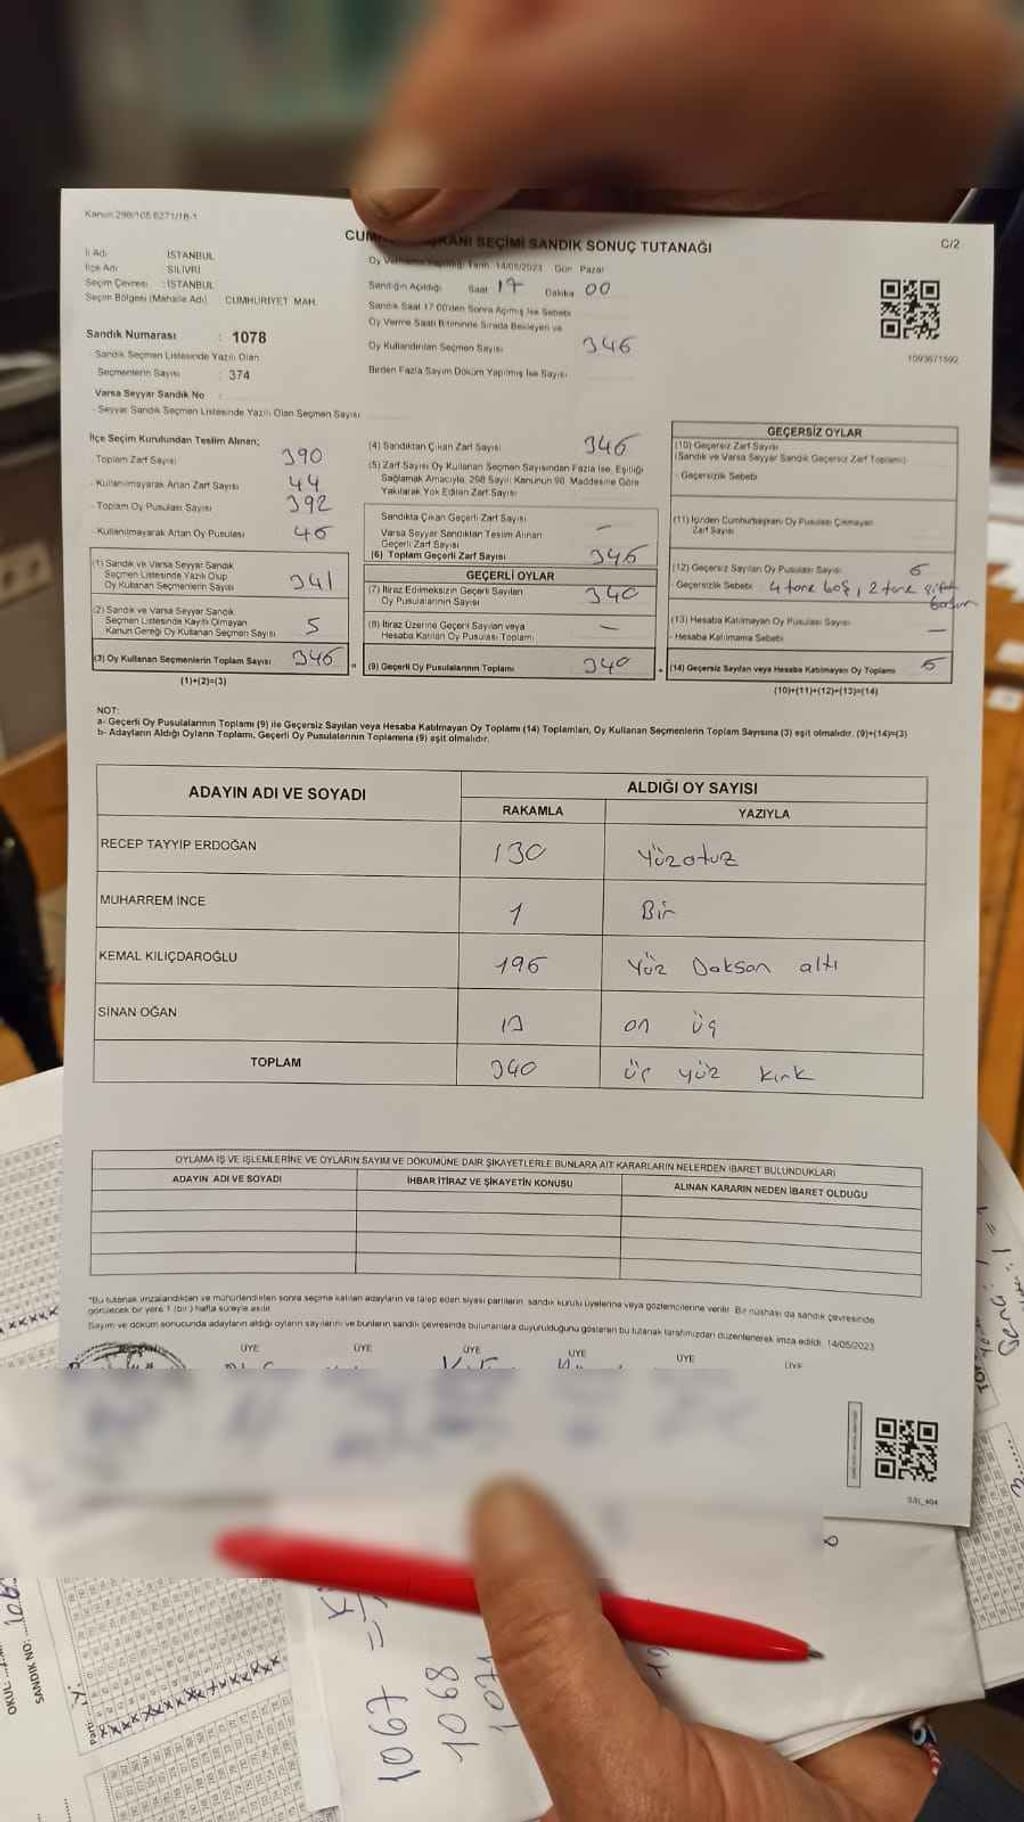 Kanun 298/105 6271/18-1
CUM KANI SEÇİMİ SANDIK SONUÇ TUTANAĞI
C/2
İl Adı İSTANBUL
İlçe Adı SİLİVRİ
Seçim Çevresi : İSTANBUL
Seçim Bölgesi (Mahalle Adı) CUMHURİYET MAH.
Tarih: 14/05/2023 Gün Pazar
Sandığın Açıldığı Saat 17 Dakika 00
Sandık Saat 17:00'den Sonra Açılmış İse Sebebi
Oy Verme Saati Bitiminde Sırada Bekleyen ve
Oy Kullandırılan Seçmen Sayısı 346
Birden Fazla Sayım Döküm Yapılmış İse Sayısı
1093671592
Sandık Numarası : 1078
Sandık Seçmen Listesinde Yazılı Olan
Seçmenlerin Sayısı : 374
Varsa Seyyar Sandık No
- Seyyar Sandık Seçmen Listesinde Yazılı Olan Seçmen Sayısı
İlçe Seçim Kurulundan Teslim Alınan;
- Toplam Zarf Sayısı 390
- Kullanılmayarak Artan Zarf Sayısı 44
- Toplam Oy Pusulası Sayısı 392
- Kullanılmayarak Artan Oy Pusulası 46
(1) Sandık ve Varsa Seyyar Sandık
Seçmen Listesinde Yazılı Olup
Oy Kullanan Seçmenlerin Sayısı 341
(2) Sandık ve Varsa Seyyar Sandık
Seçmen Listesinde Kayıtlı Olmayan
Kanun Gereği Oy Kullanan Seçmen Sayısı 5
(3) Oy Kullanan Seçmenlerin Toplam Sayısı 346
(1)+(2)=(3)
(4) Sandıktan Çıkan Zarf Sayısı 346
(5) Zarf Sayısı Oy Kullanan Seçmen Sayısından Fazla İse, Eşitliği
Sağlamak Amacıyla, 298 Sayılı Kanunun 98. Maddesine Göre
Yakılarak Yok Edilen Zarf Sayısı
Sandıkta Çıkan Geçerli Zarf Sayısı –
Varsa Seyyar Sandıktan Teslim Alınan
Geçerli Zarf Sayısı
(6) Toplam Geçerli Zarf Sayısı 346
GEÇERLİ OYLAR
(7) İtiraz Edilmeksizin Geçerli Sayılan
Oy Pusulalarının Sayısı 340
(8) İtiraz Üzerine Geçerli Sayılan veya
Hesaba Katılan Oy Pusulası Toplamı –
(9) Geçerli Oy Pusulalarının Toplamı 340
GEÇERSİZ OYLAR
(10) Geçersiz Zarf Sayısı
(Sandık ve Varsa Seyyar Sandık Geçersiz Zarf Toplamı)
- Geçersizlik Sebebi
(11) İçinden Cumhurbaşkanı Oy Pusulası Çıkmayan
Zarf Sayısı
(12) Geçersiz Sayılan Oy Pusulası Sayısı 6
- Geçersizlik Sebebi 4 tane boş, 2 tane
(13) Hesaba Katılmayan Oy Pusulası Sayısı –
- Hesaba Katılmama Sebebi
(14) Geçersiz Sayılan veya Hesaba Katılmayan Oy Toplamı 6
(10)+(11)+(12)+(13)=(14)
NOT:
a- Geçerli Oy Pusulalarının Toplamı (9) ile Geçersiz Sayılan veya Hesaba Katılmayan Oy Toplamı (14) Toplamları, Oy Kullanan Seçmenlerin Toplam Sayısına (3) eşit olmalıdır. (9)+(14)=(3)
b- Adayların Aldığı Oyların Toplamı, Geçerli Oy Pusulalarının Toplamına (9) eşit olmalıdır.
ADAYIN ADI VE SOYADI ALDIĞI OY SAYISI
RAKAMLA YAZIYLA
RECEP TAYYİP ERDOĞAN 130 Yüzotuz
MUHARREM İNCE 1 Bir
KEMAL KILIÇDAROĞLU 196 Yüz Doksan altı
SİNAN OĞAN 13 on üç
TOPLAM 340 üç yüz kırk
OYLAMA İŞ VE İŞLEMLERİNE VE OYLARIN SAYIM VE DÖKÜMÜNE DAİR ŞİKAYETLERLE BUNLARA AİT KARARLARIN NELERDEN İBARET BULUNDUKLARI
ADAYIN ADI VE SOYADI İHBAR İTİRAZ VE ŞİKAYETİN KONUSU ALINAN KARARIN NEDEN İBARET OLDUĞU
*Bu tutanak imzalandıktan ve mühürlendikten sonra seçime katılan adayların ve talep eden siyasi partilerin, sandık kurulu üyelerine veya gözlemcilerine verilir. Bir nüshası da sandık çevresinde
görülecek bir yere 1 (bir) hafta süreyle asılır.
Sayım ve döküm sonucunda adayların aldığı oyların sayılarını ve bunların sandık çevresinde bulunanlara duyurulduğunu gösteren bu tutanak tarafımızdan düzenlenerek imza edildi. 14/05/2023
ÜYE ÜYE ÜYE ÜYE ÜYE ÜYE
OKUL
SANDIK NO:
Parti
1067 =
1068
1071